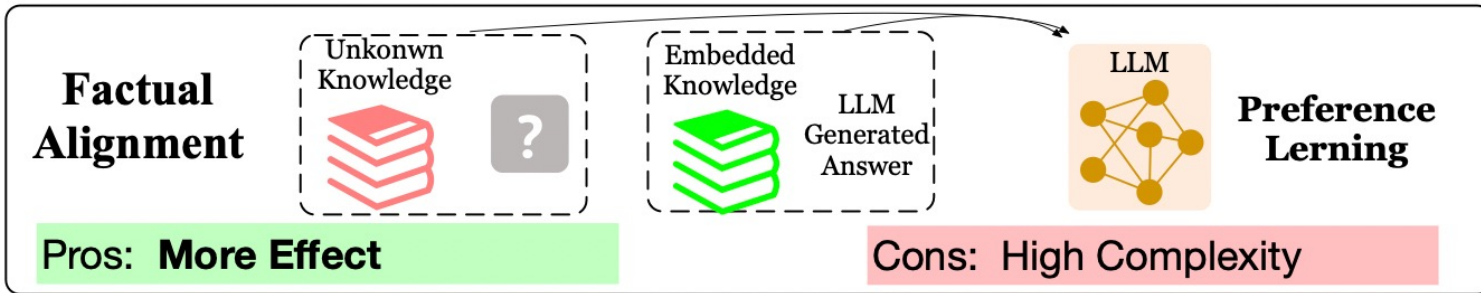 Factual
Alignment
Unkonwn
Knowledge
?
Embedded
Knowledge
LLM
Generated
Answer
LLM
Preference
Lerning
Pros: More Effect
Cons: High Complexity